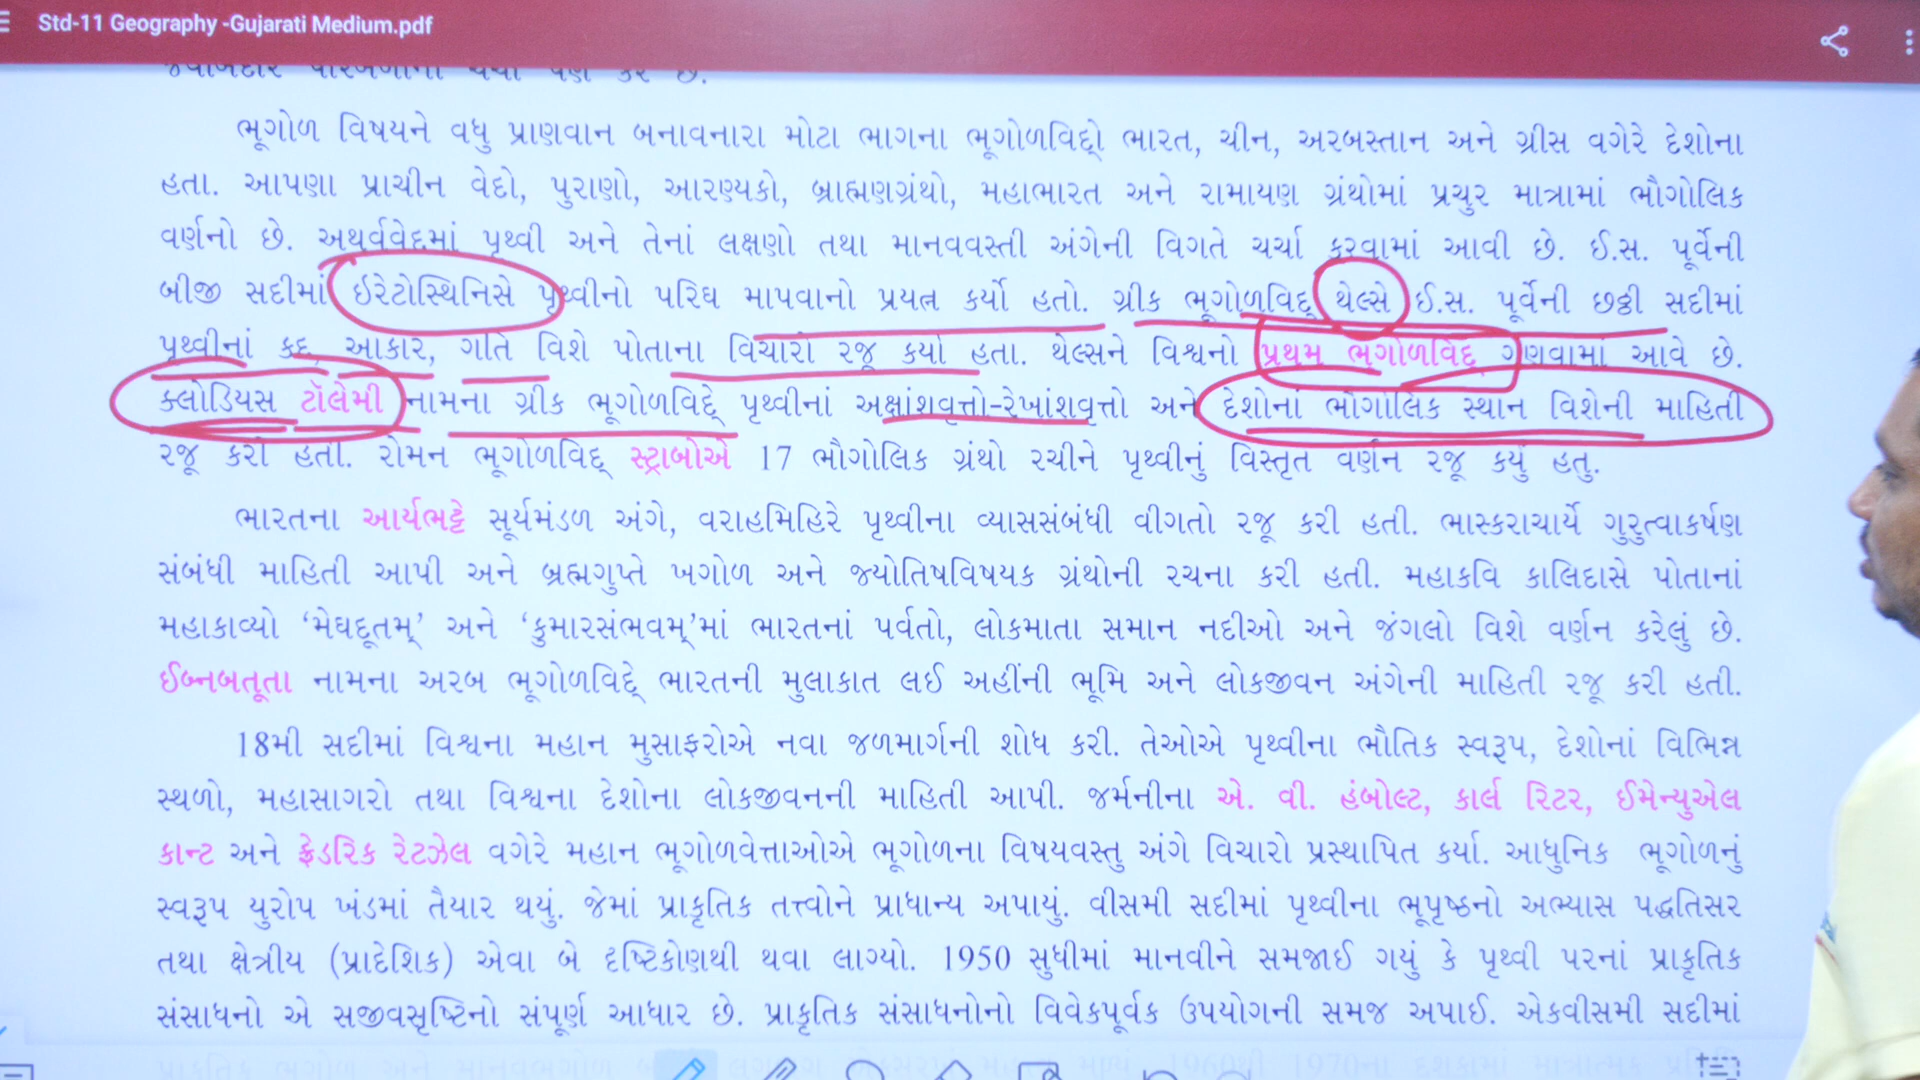 Std-11 Geography -Gujarati Medium.pdf
ભૂગોળ વિષયને વધુ પ્રાણવાન બનાવનારા મોટા ભાગના ભૂગોળવિદ્દો ભારત, ચીન, અરબસ્તાન અને ગ્રીસ વગેરે દેશોના
હતા. આપણા પ્રાચીન વેદો, પુરાણો, આરણ્યકો, બ્રાહ્મણગ્રંથો, મહાભારત અને રામાયણ ગ્રંથોમાં પ્રચુર માત્રામાં ભૌગોલિક
વર્ણનો છે. અથર્વવેદમાં પૃથ્વી અને તેનાં લક્ષણો તથા માનવવસ્તી અંગેની વિગતે ચર્ચા કરવામાં આવી છે. ઈ.સ. પૂર્વેની
બીજી સદીમાં ઈરેટોસ્થિનિસે પૃથ્વીનો પરિઘ માપવાનો પ્રયત્ન કર્યો હતો. ગ્રીક ભૂગોળવિદ્ થેલ્સે ઈ.સ. પૂર્વેની છઠ્ઠી સદીમાં
પૃથ્વીનાં કદ, આકાર, ગતિ વિશે પોતાના વિચારો રજૂ કર્યા હતા. થેલ્સને વિશ્વનો પ્રથમ ભૂગોળવિદ્ ગણવામાં આવે છે.
ક્લોડિયસ ટૉલેમી નામના ગ્રીક ભૂગોળવિદ્દે પૃથ્વીનાં અક્ષાંશવૃત્તો-રેખાંશવૃત્તો અને દેશોનાં ભૌગોલિક સ્થાન વિશેની માહિતી
રજૂ કરી હતી. રોમન ભૂગોળવિદ્ સ્ટ્રાબોએ 17 ભૌગોલિક ગ્રંથો રચીને પૃથ્વીનું વિસ્તૃત વર્ણન રજૂ કર્યું હતુ.
ભારતના આર્યભટ્ટે સૂર્યમંડળ અંગે, વરાહમિહિરે પૃથ્વીના વ્યાસસંબંધી વીગતો રજૂ કરી હતી. ભાસ્કરાચાર્યે ગુરુત્વાકર્ષણ
સંબંધી માહિતી આપી અને બ્રહ્મગુપ્તે ખગોળ અને જ્યોતિષવિષયક ગ્રંથોની રચના કરી હતી. મહાકવિ કાલિદાસે પોતાનાં
મહાકાવ્યો ‘મેઘદૂતમ્’ અને ‘કુમારસંભવમ્’માં ભારતનાં પર્વતો, લોકમાતા સમાન નદીઓ અને જંગલો વિશે વર્ણન કરેલું છે.
ઈબ્નબતૂતા નામના અરબ ભૂગોળવિદ્દે ભારતની મુલાકાત લઈ અહીંની ભૂમિ અને લોકજીવન અંગેની માહિતી રજૂ કરી હતી.
18મી સદીમાં વિશ્વના મહાન મુસાફરોએ નવા જળમાર્ગની શોધ કરી. તેઓએ પૃથ્વીના ભૌતિક સ્વરૂપ, દેશોનાં વિભિન્ન
સ્થળો, મહાસાગરો તથા વિશ્વના દેશોના લોકજીવનની માહિતી આપી. જર્મનીના એ. વી. હંબોલ્ટ, કાર્લ રિટર, ઈમેન્યુએલ
કાન્ટ અને ફ્રેડરિક રેટઝેલ વગેરે મહાન ભૂગોળવેત્તાઓએ ભૂગોળના વિષયવસ્તુ અંગે વિચારો પ્રસ્થાપિત કર્યા. આધુનિક ભૂગોળનું
સ્વરૂપ યુરોપ ખંડમાં તૈયાર થયું. જેમાં પ્રાકૃતિક તત્ત્વોને પ્રાધાન્ય અપાયું. વીસમી સદીમાં પૃથ્વીના ભૂપૃષ્ઠનો અભ્યાસ પદ્ધતિસર
તથા ક્ષેત્રીય (પ્રાદેશિક) એવા બે દૃષ્ટિકોણથી થવા લાગ્યો. 1950 સુધીમાં માનવીને સમજાઈ ગયું કે પૃથ્વી પરનાં પ્રાકૃતિક
સંસાધનો એ સજીવસૃષ્ટિનો સંપૂર્ણ આધાર છે. પ્રાકૃતિક સંસાધનોનો વિવેકપૂર્વક ઉપયોગની સમજ અપાઈ. એકવીસમી સદીમાં